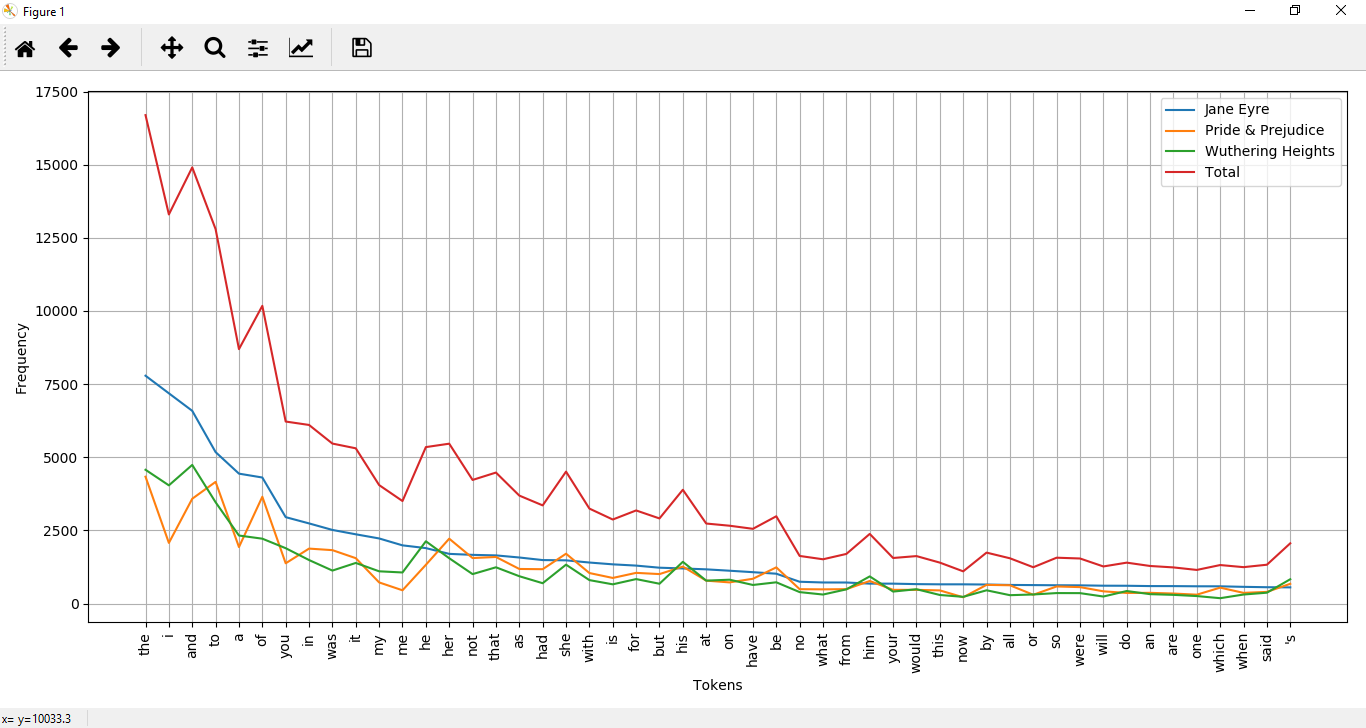 Figure 1
17500
15000
12500
10000
7500
5000
2500
0
Frequency
Jane Eyre
Pride & Prejudice
Wuthering Heights
Total
the i and to a of you in was it my me he her not that as had she with is for but his at on have be no what from him your would this now by all or so were will do an are one which when said 's
Tokens
x= y=10033.3